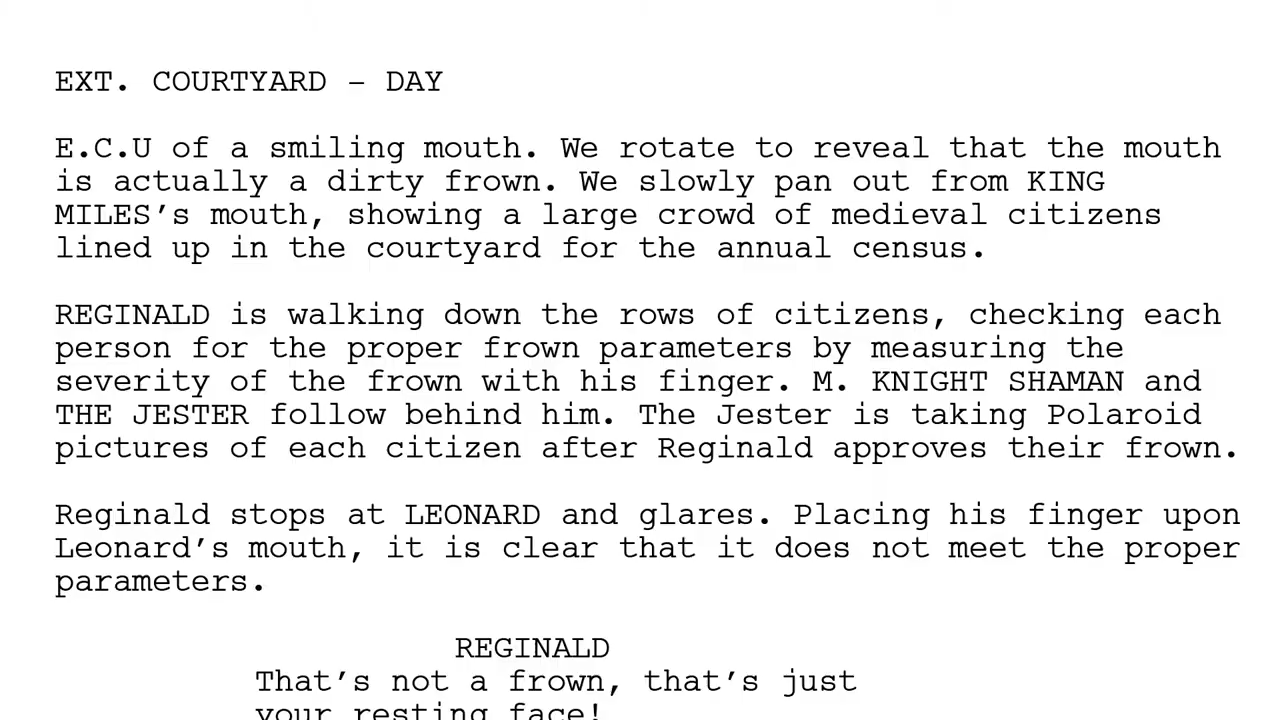 EXT. COURTYARD – DAY
E.C.U of a smiling mouth. We rotate to reveal that the mouth
is actually a dirty frown. We slowly pan out from KING
MILES’s mouth, showing a large crowd of medieval citizens
lined up in the courtyard for the annual census.
REGINALD is walking down the rows of citizens, checking each
person for the proper frown parameters by measuring the
severity of the frown with his finger. M. KNIGHT SHAMAN and
THE JESTER follow behind him. The Jester is taking Polaroid
pictures of each citizen after Reginald approves their frown.
Reginald stops at LEONARD and glares. Placing his finger upon
Leonard’s mouth, it is clear that it does not meet the proper
parameters.
REGINALD
That’s not a frown, that’s just
your resting face!